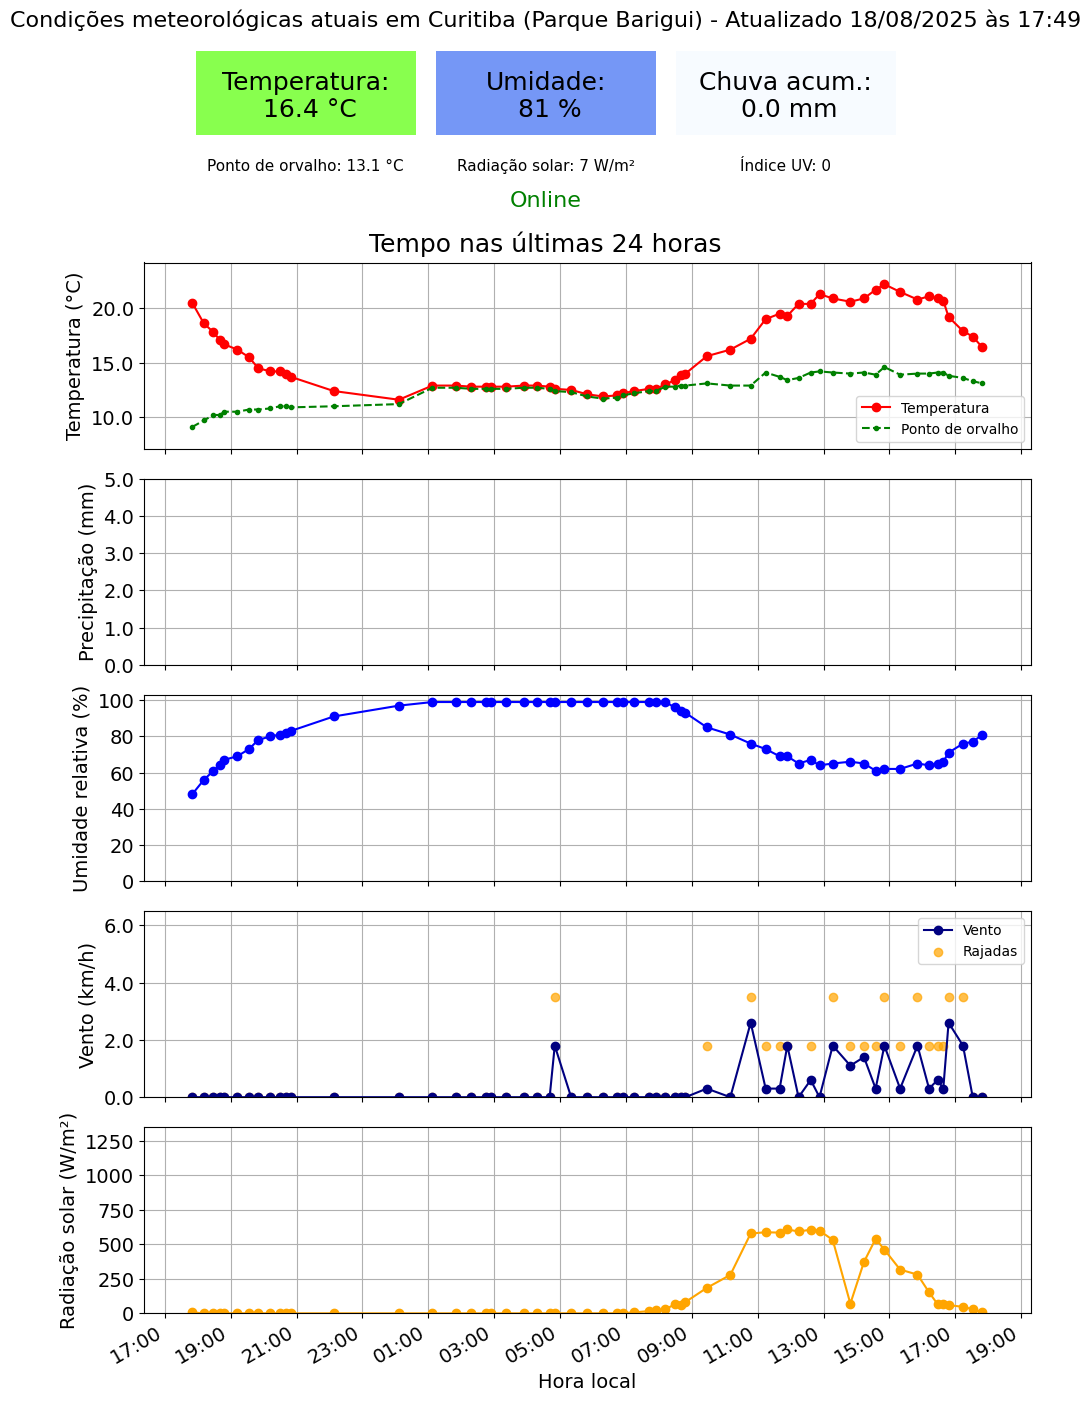 Condições meteorológicas atuais em Curitiba (Parque Barigui) - Atualizado 18/08/2025 às 17:49
Temperatura:
16.4 °C
Umidade:
81 %
Chuva acum.:
0.0 mm
Ponto de orvalho: 13.1 °C
Radiação solar: 7 W/m²
Índice UV: 0
Online
Tempo nas últimas 24 horas
Temperatura (°C)
20.0
15.0
10.0
Temperatura
Ponto de orvalho
Precipitação (mm)
5.0
4.0
3.0
2.0
1.0
0.0
Umidade relativa (%)
100
80
60
40
20
0
Vento (km/h)
6.0
4.0
2.0
0.0
Vento
Rajadas
Radiação solar (W/m²)
1250
1000
750
500
250
0
17:00
19:00
21:00
23:00
01:00
03:00
05:00
07:00
09:00
11:00
13:00
15:00
17:00
19:00
Hora local